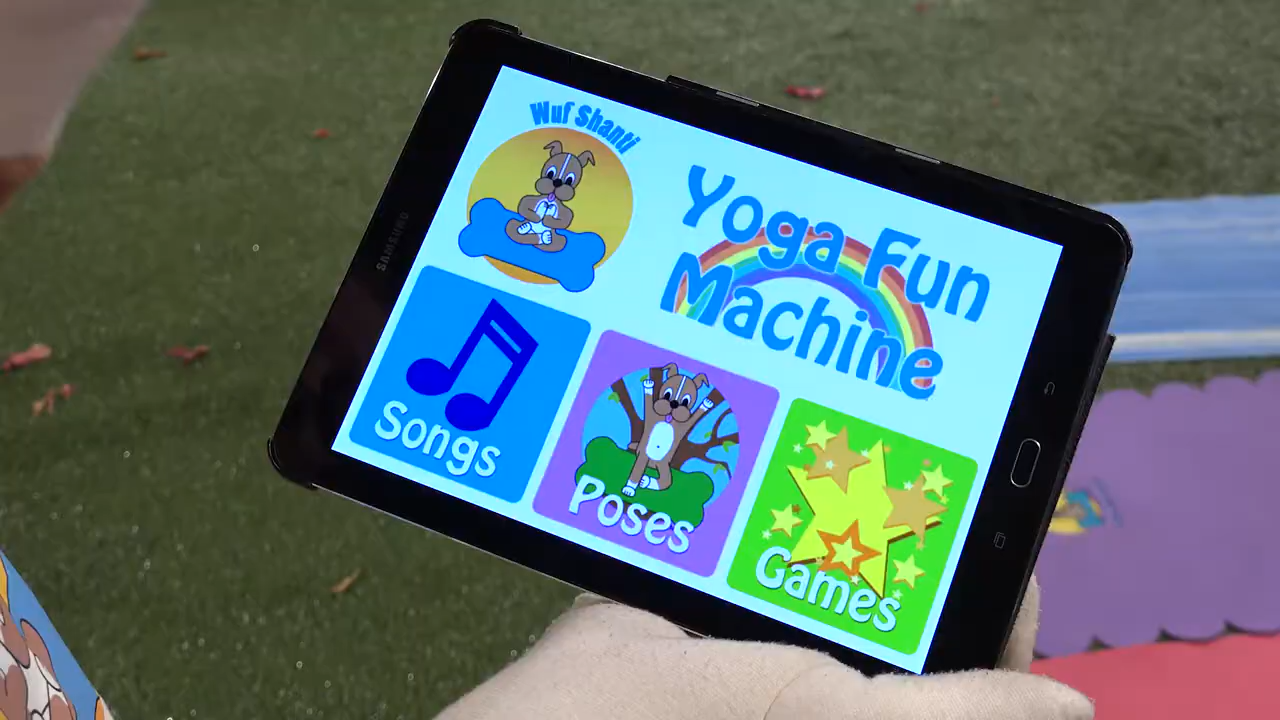 SAMSUNG
Wuf Shanti
Yoga Fun
Machine
Songs
Poses
Games